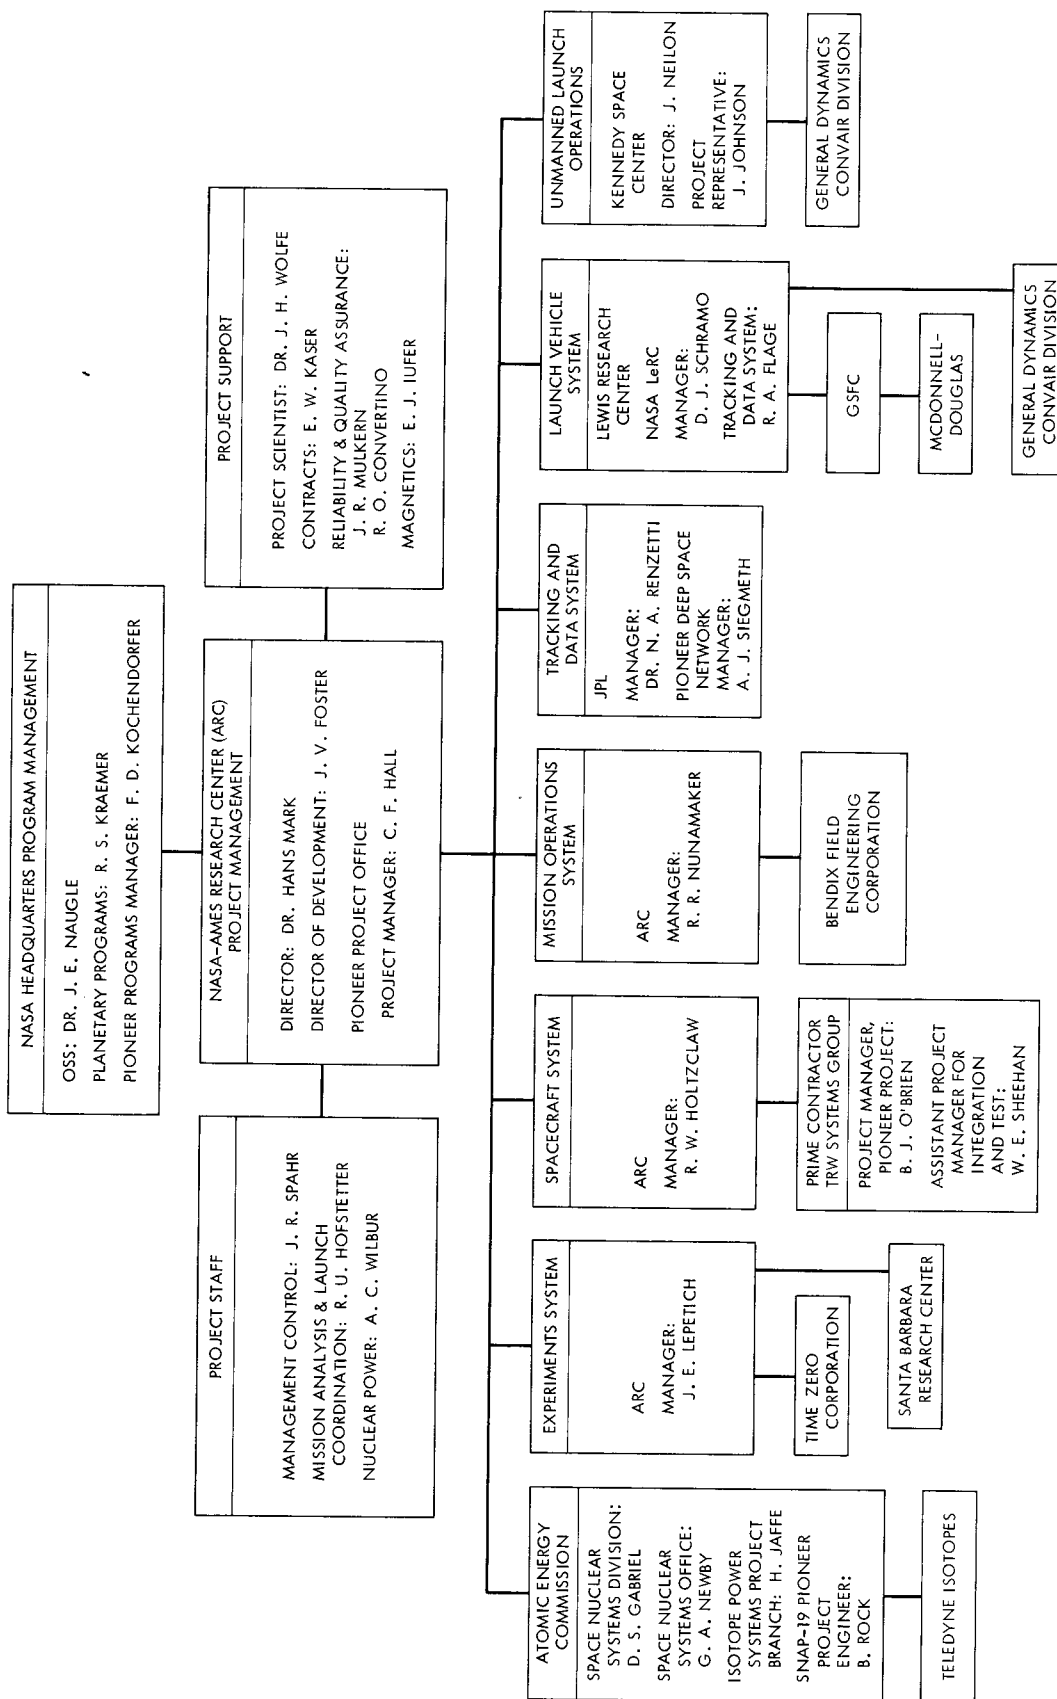 NASA HEADQUARTERS PROGRAM MANAGEMENT
OSS: DR. J. E. NAUGLE
PLANETARY PROGRAMS: R. S. KRAEMER
PIONEER PROGRAMS MANAGER: F. D. KOCHENDORFER
PROJECT STAFF
MANAGEMENT CONTROL: J. R. SPAHR
MISSION ANALYSIS & LAUNCH
COORDINATION: R. U. HOFSTETTER
NUCLEAR POWER: A. C. WILBUR
NASA-AMES RESEARCH CENTER (ARC)
PROJECT MANAGEMENT
DIRECTOR: DR. HANS MARK
DIRECTOR OF DEVELOPMENT: J. V. FOSTER
PIONEER PROJECT OFFICE
PROJECT MANAGER: C. F. HALL
PROJECT SUPPORT
PROJECT SCIENTIST: DR. J. H. WOLFE
CONTRACTS: E. W. KASER
RELIABILITY & QUALITY ASSURANCE:
J. R. MULKERN
R. O. CONVERTINO
MAGNETICS: E. J. IUFER
ATOMIC ENERGY
COMMISSION
SPACE NUCLEAR
SYSTEMS DIVISION:
D. S. GABRIEL
SPACE NUCLEAR
SYSTEMS OFFICE:
G. A. NEWBY
ISOTOPE POWER
SYSTEMS PROJECT
BRANCH: H. JAFFE
SNAP-19 PIONEER
PROJECT
ENGINEER:
B. ROCK
TELEDYNE ISOTOPES
EXPERIMENTS SYSTEM
ARC
MANAGER:
J. E. LEPETICH
TIME ZERO
CORPORATION
SANTA BARBARA
RESEARCH CENTER
SPACECRAFT SYSTEM
ARC
MANAGER:
R. W. HOLTZCLAW
PRIME CONTRACTOR
TRW SYSTEMS GROUP
PROJECT MANAGER,
PIONEER PROJECT:
B. J. O'BRIEN
ASSISTANT PROJECT
MANAGER FOR
INTEGRATION
AND TEST:
W. E. SHEEHAN
MISSION OPERATIONS
SYSTEM
ARC
MANAGER:
R. R. NUNAMAKER
BENDIX FIELD
ENGINEERING
CORPORATION
TRACKING AND
DATA SYSTEM
JPL
MANAGER:
DR. N. A. RENZETTI
PIONEER DEEP SPACE
NETWORK
MANAGER:
A. J. SIEGMETH
LAUNCH VEHICLE
SYSTEM
LEWIS RESEARCH
CENTER
NASA LeRC
MANAGER:
D. J. SCHRAMO
TRACKING AND
DATA SYSTEM:
R. A. FLAGE
GSFC
MCDONNELL-
DOUGLAS
GENERAL DYNAMICS
CONVAIR DIVISION
UNMANNED LAUNCH
OPERATIONS
KENNEDY SPACE
CENTER
DIRECTOR: J. NEILON
PROJECT
REPRESENTATIVE:
J. JOHNSON
GENERAL DYNAMICS
CONVAIR DIVISION